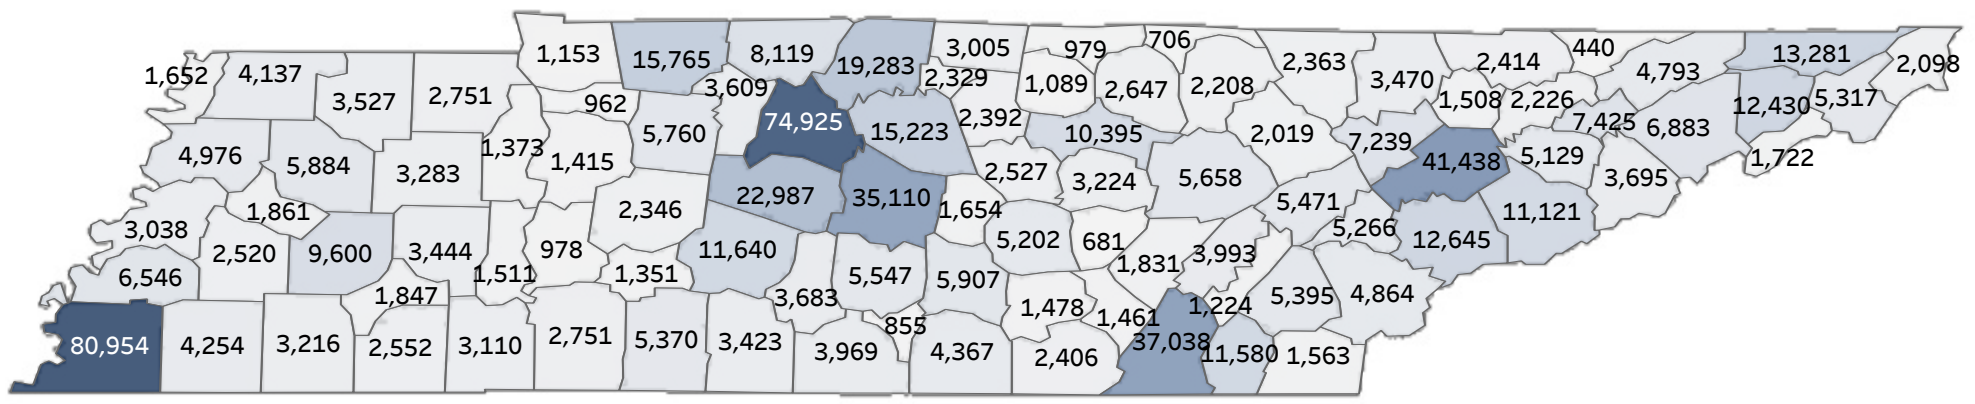 1,153 15,765 8,119 19,283 3,005 979 706 2,363 2,414 440 13,281 2,098
1,652 4,137 3,527 2,751 962 3,609 2,329 1,089 2,647 2,208 3,470 1,508 2,226 4,793 12,430 5,317
74,925 15,223 2,392 10,395 2,019 7,239 7,425 6,883
4,976 5,884 3,283 1,373 1,415 5,760 2,527 3,224 5,658 41,438 5,129 3,695 1,722
3,038 1,861 2,346 22,987 35,110 1,654 5,471 5,266 11,121
6,546 2,520 9,600 3,444 1,511 978 1,351 11,640 5,547 5,907 5,202 681 1,831 3,993 12,645
1,847 3,683 1,478 1,461 1,224 5,395 4,864
80,954 4,254 3,216 2,552 3,110 2,751 5,370 3,423 3,969 855 4,367 2,406 37,038 11,580 1,563